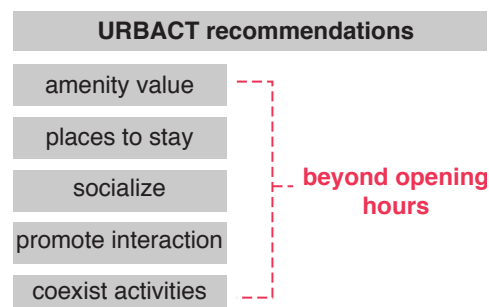 URBACT recommendations
amenity value
places to stay
socialize
promote interaction
coexist activities
beyond opening
hours